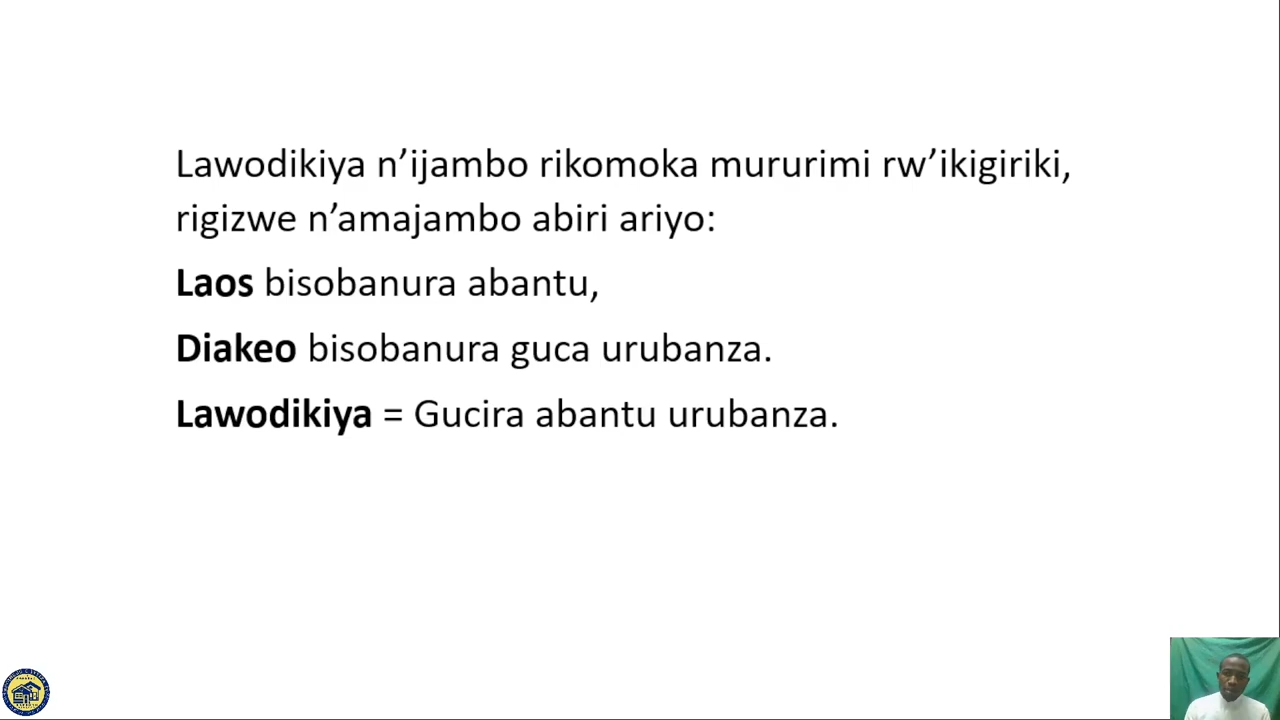 Lawodikiya n’ijambo rikomoka mururimi rw’ikigiriki,
rigizwe n’amajambo abiri ariyo:
Laos bisobanura abantu,
Diakeo bisobanura guca urubanza.
Lawodikiya = Gucira abantu urubanza.